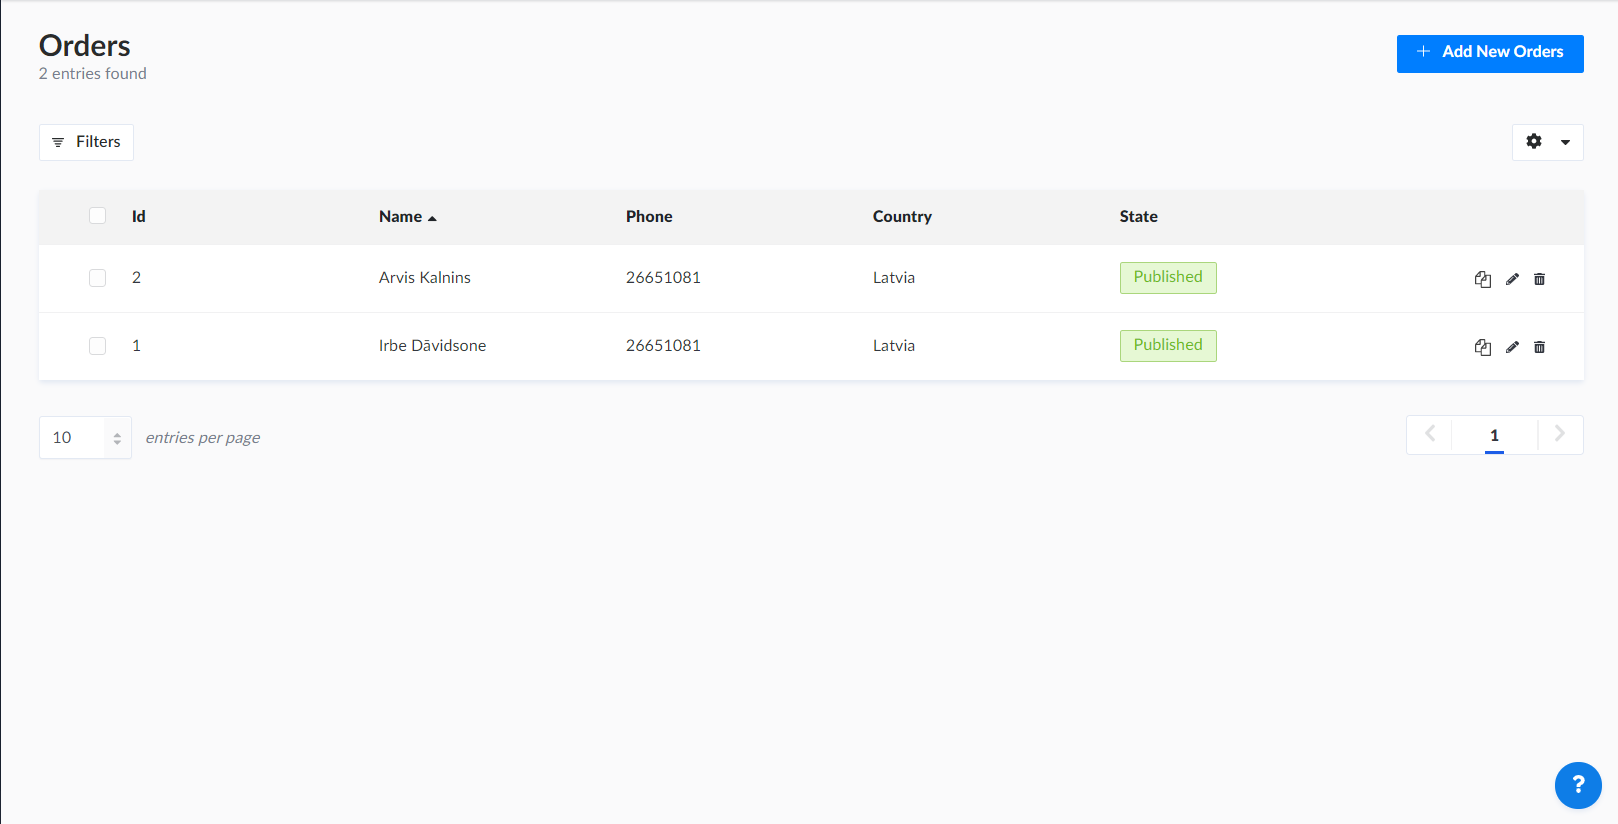 Orders
2 entries found
+ Add New Orders
Filters
Id Name Phone Country State
2 Arvis Kalnins 26651081 Latvia Published
1 Irbe Dāvidsone 26651081 Latvia Published
10 entries per page
1
?